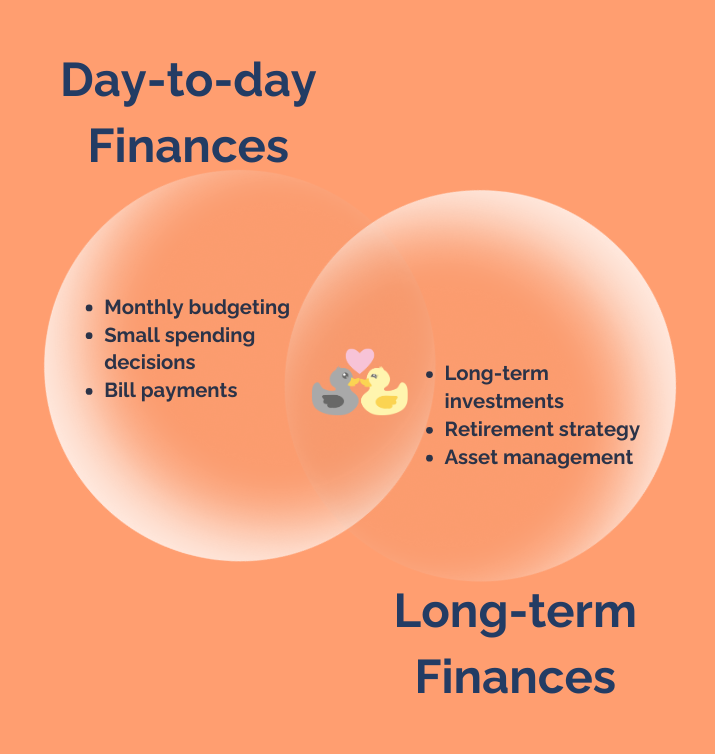 Day-to-day
Finances
• Monthly budgeting
• Small spending
decisions
• Bill payments
• Long-term
investments
• Retirement strategy
• Asset management
Long-term
Finances